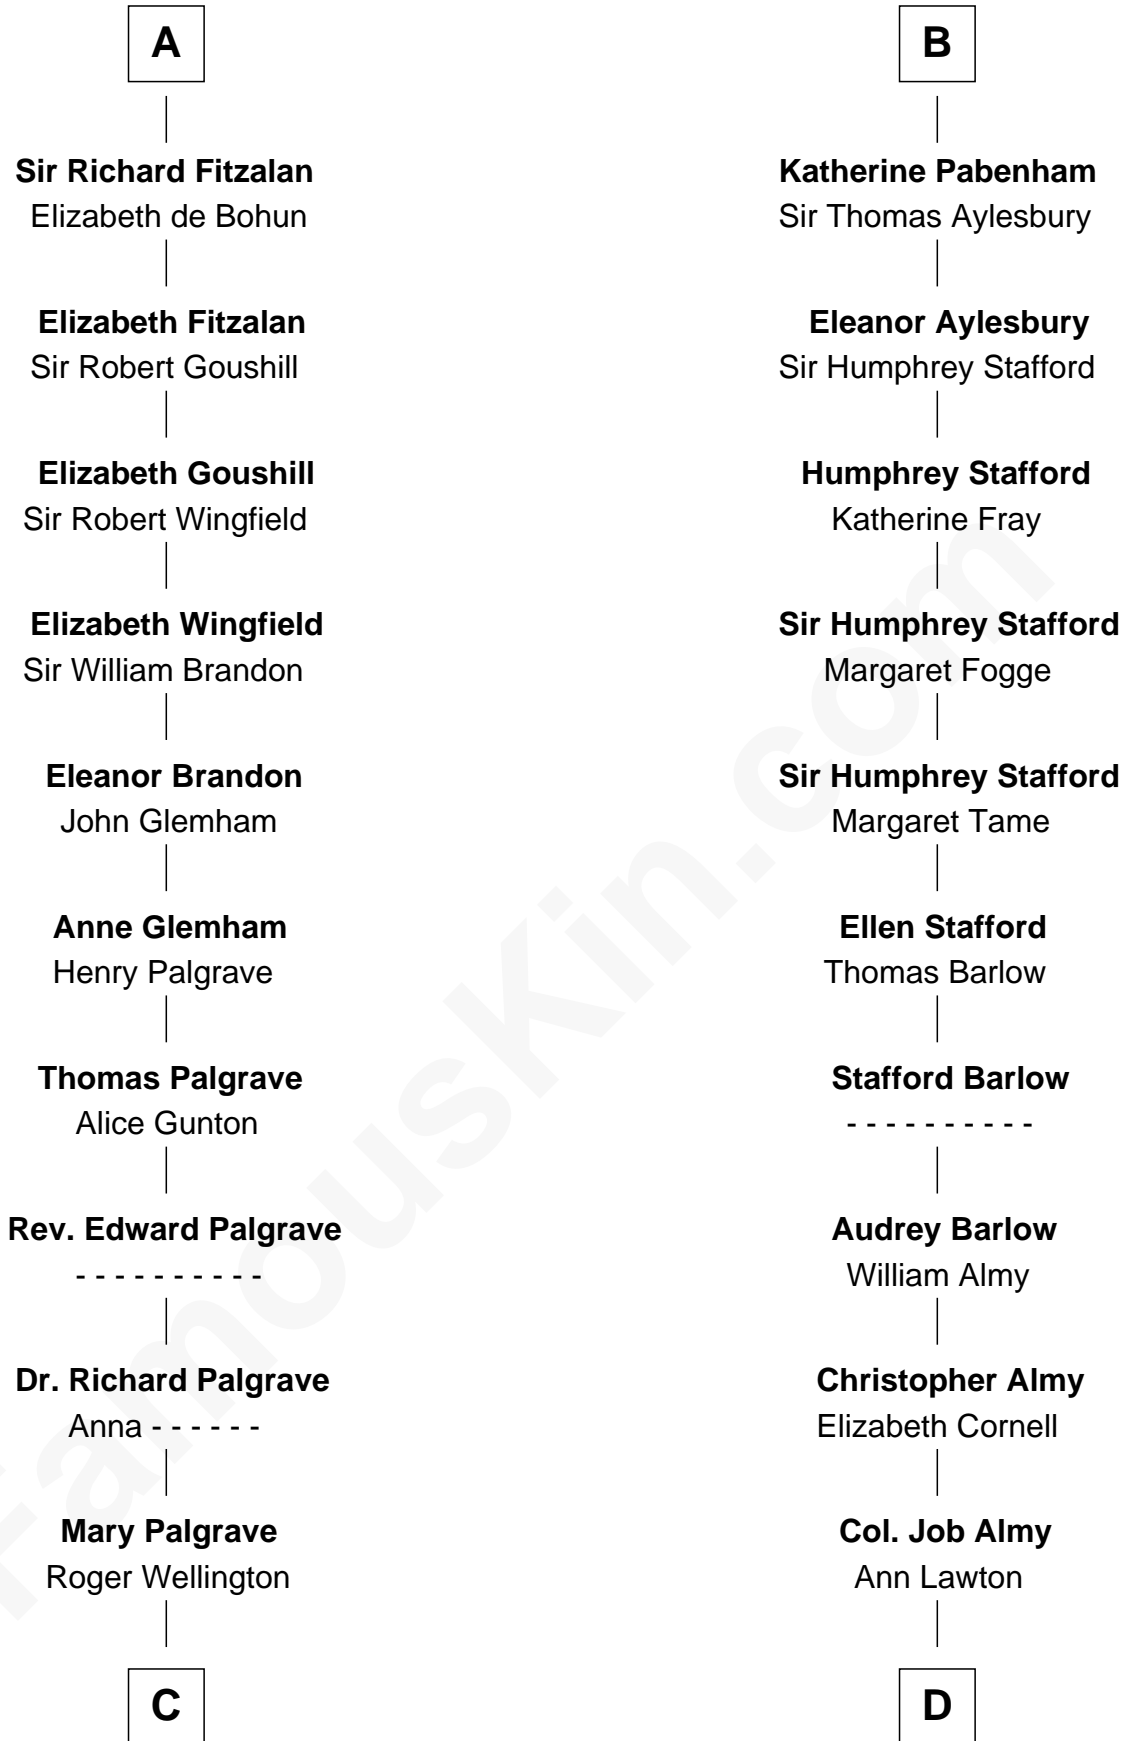 A
Sir Richard Fitzalan
Elizabeth de Bohun
Elizabeth Fitzalan
Sir Robert Goushill
Elizabeth Goushill
Sir Robert Wingfield
Elizabeth Wingfield
Sir William Brandon
Eleanor Brandon
John Glemham
Anne Glemham
Henry Palgrave
Thomas Palgrave
Alice Gunton
Rev. Edward Palgrave
- - - - - - - - - -
Dr. Richard Palgrave
Anna - - - - - -
Mary Palgrave
Roger Wellington
C
B
Katherine Pabenham
Sir Thomas Aylesbury
Eleanor Aylesbury
Sir Humphrey Stafford
Humphrey Stafford
Katherine Fray
Sir Humphrey Stafford
Margaret Fogge
Sir Humphrey Stafford
Margaret Tame
Ellen Stafford
Thomas Barlow
Stafford Barlow
- - - - - - - - - -
Audrey Barlow
William Almy
Christopher Almy
Elizabeth Cornell
Col. Job Almy
Ann Lawton
D
FamousKin.com